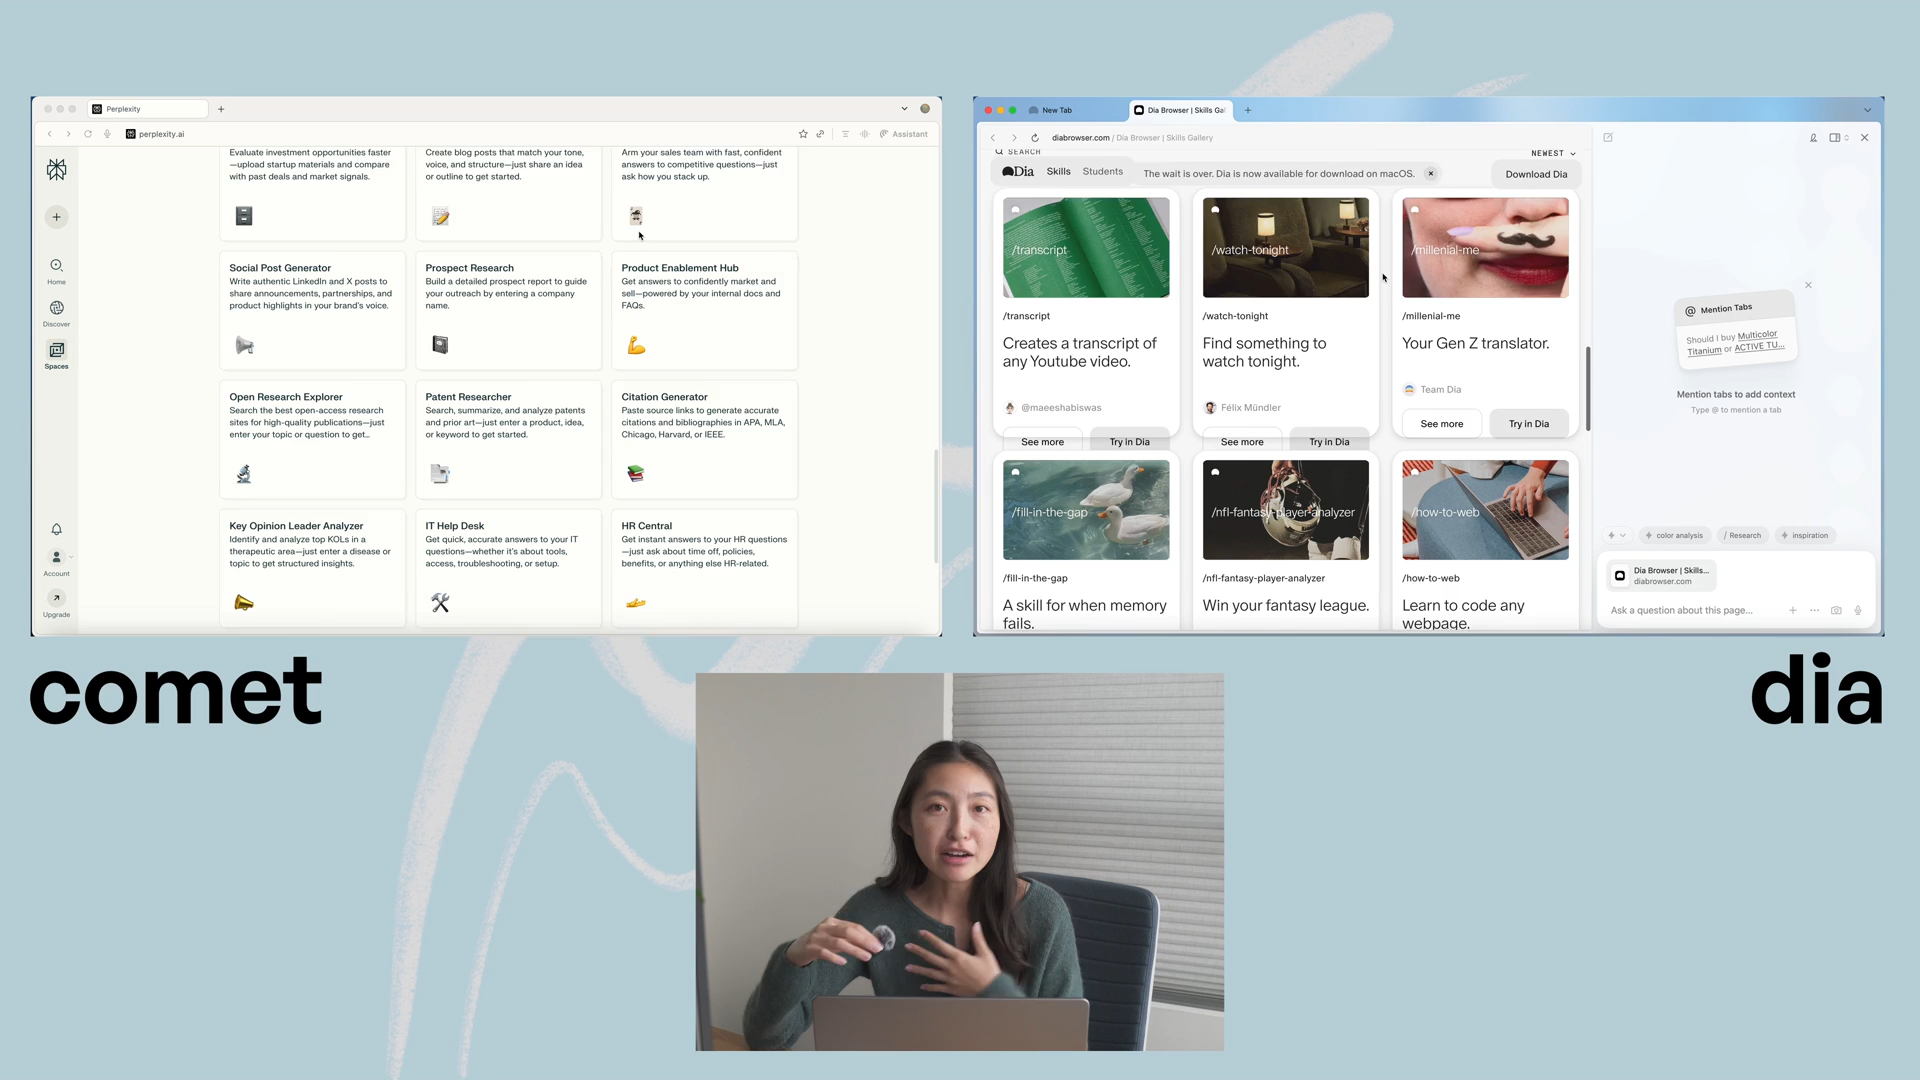 Perplexity
perplexity.ai
Assistant
Home
Discover
Spaces
Account
Upgrade
Evaluate investment opportunities faster
—upload startup materials and compare
with past deals and market signals.
Create blog posts that match your tone,
voice, and structure—just share an idea
or outline to get started.
Arm your sales team with fast, confident
answers to competitive questions—just
ask how you stack up.
Social Post Generator
Write authentic LinkedIn and X posts to
share announcements, partnerships, and
product highlights in your brand's voice.
Prospect Research
Build a detailed prospect report to guide
your outreach by entering a company
name.
Product Enablement Hub
Get answers to confidently market and
sell—powered by your internal docs and
FAQs.
Open Research Explorer
Search the best open-access research
sites for high-quality publications—just
enter your topic or question to get...
Patent Researcher
Search, summarize, and analyze patents
and prior art—just enter a product, idea,
or keyword to get started.
Citation Generator
Paste source links to generate accurate
citations and bibliographies in APA, MLA,
Chicago, Harvard, or IEEE.
Key Opinion Leader Analyzer
Identify and analyze top KOLs in a
therapeutic area—just enter a disease or
topic to get structured insights.
IT Help Desk
Get quick, accurate answers to your IT
questions—whether it's about tools,
access, troubleshooting, or setup.
HR Central
Get instant answers to your HR questions
—just ask about time off, policies,
benefits, or anything else HR-related.
New Tab
Dia Browser | Skills Gal
diabrowser.com / Dia Browser | Skills Gallery
SEARCH
NEWEST
Dia
Skills
Students
The wait is over. Dia is now available for download on macOS.
Download Dia
/transcript
/transcript
Creates a transcript of
any Youtube video.
@maeeshabiswas
See more
Try in Dia
/watch-tonight
/watch-tonight
Find something to
watch tonight.
Félix Mündler
See more
Try in Dia
/millenial-me
/millenial-me
Your Gen Z translator.
Team Dia
See more
Try in Dia
/fill-in-the-gap
/fill-in-the-gap
A skill for when memory
fails.
/nfl-fantasy-player-analyzer
/nfl-fantasy-player-analyzer
Win your fantasy league.
/how-to-web
/how-to-web
Learn to code any
webpage.
@ Mention Tabs
Should I buy Multicolor
Titanium or ACTIVE TU...
Mention tabs to add context
Type @ to mention a tab
color analysis
/ Research
inspiration
Dia Browser | Skills...
diabrowser.com
Ask a question about this page...
comet
dia